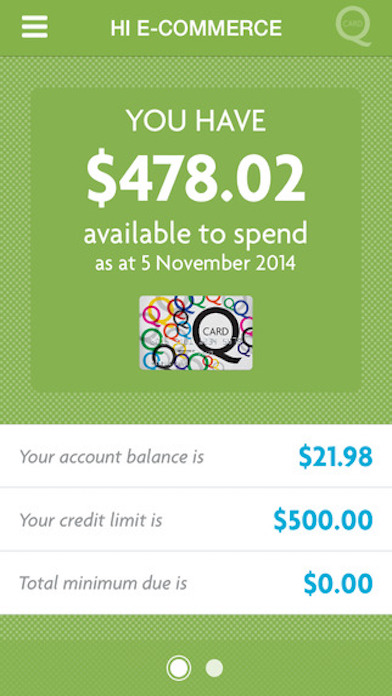 HI E-COMMERCE
CARD
YOU HAVE
$478.02
available to spend
as at 5 November 2014
CARD
Your account balance is $21.98
Your credit limit is $500.00
Total minimum due is $0.00